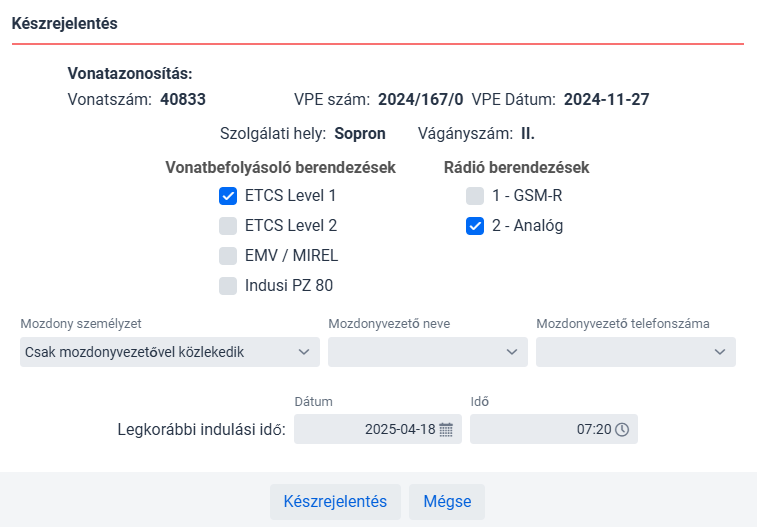 Készrejelentés
Vonatazonosítás:
Vonatszám: 40833 VPE szám: 2024/167/0 VPE Dátum: 2024-11-27
Szolgálati hely: Sopron Vágányszám: II.
Vonatbefolyásoló berendezések Rádió berendezések
ETCS Level 1 1 - GSM-R
ETCS Level 2 2 - Analóg
EMV / MIREL
Indusi PZ 80
Mozdony személyzet Mozdonyvezető neve Mozdonyvezető telefonszáma
Csak mozdonyvezetővel közlekedik
Dátum Idő
Legkorábbi indulási idő: 2025-04-18 07:20
Készrejelentés Mégse